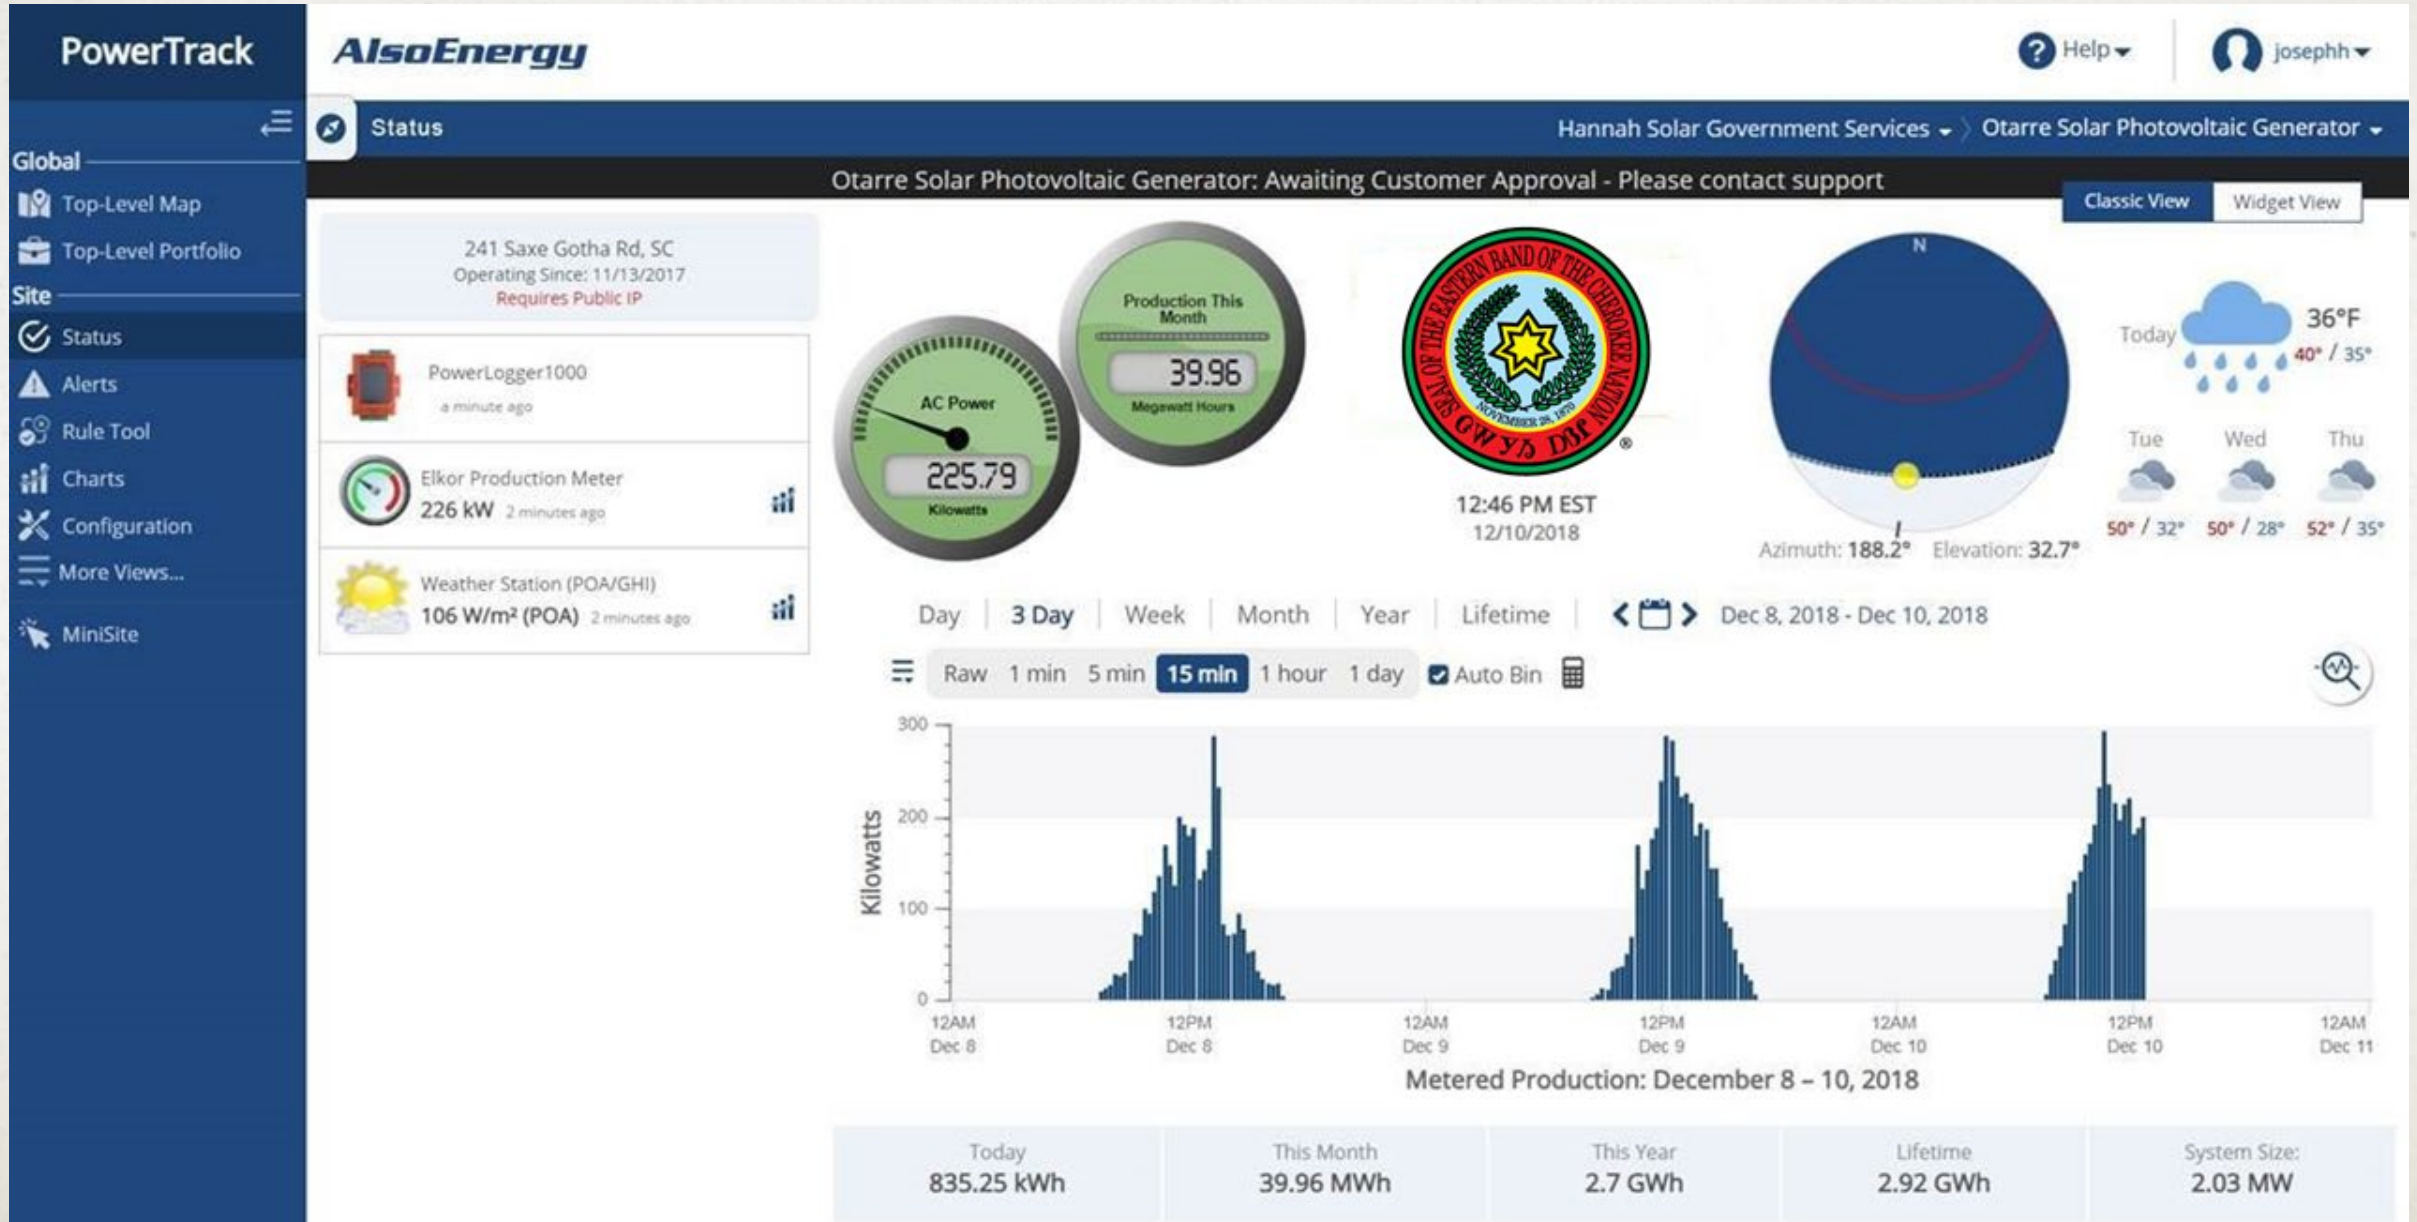 PowerTrack
AlsoEnergy
Help
josephh
Status
Hannah Solar Government Services
Otarre Solar Photovoltaic Generator
Global
Top-Level Map
Top-Level Portfolio
Site
Status
Alerts
Rule Tool
Charts
Configuration
More Views...
MiniSite
Otarre Solar Photovoltaic Generator: Awaiting Customer Approval - Please contact support
Classic View
Widget View
241 Saxe Gotha Rd, SC
Operating Since: 11/13/2017
Requires Public IP
PowerLogger1000
a minute ago
Elkor Production Meter
226 kW 2 minutes ago
Weather Station (POA/GHI)
106 W/m² (POA) 2 minutes ago
AC Power
225.79
Kilowatts
Production This
Month
39.96
Megawatt Hours
SEAL OF THE EASTERN BAND OF THE CHEROKEE NATION
NOVEMBER 28, 1870
ᏣᎳᎩᎯ ᎠᏰᎵ
®
12:46 PM EST
12/10/2018
N
Azimuth: 188.2° Elevation: 32.7°
Today
36°F
40° / 35°
Tue Wed Thu
50° / 32° 50° / 28° 52° / 35°
Day 3 Day Week Month Year Lifetime Dec 8, 2018 - Dec 10, 2018
Raw 1 min 5 min 15 min 1 hour 1 day Auto Bin
Kilowatts
300
200
100
0
12AM 12PM 12AM 12PM 12AM 12PM 12AM
Dec 8 Dec 8 Dec 9 Dec 9 Dec 10 Dec 10 Dec 11
Metered Production: December 8 – 10, 2018
Today This Month This Year Lifetime System Size:
835.25 kWh 39.96 MWh 2.7 GWh 2.92 GWh 2.03 MW